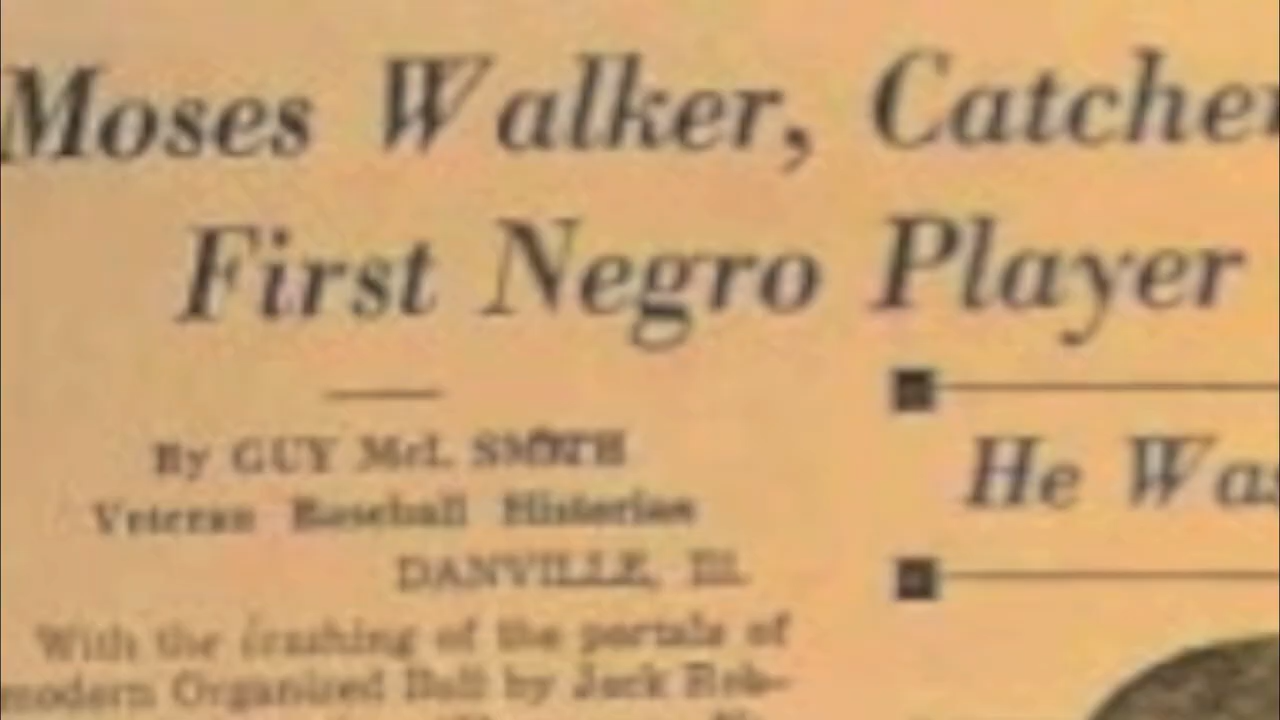 Moses Walker, Catcher
First Negro Player
By GUY McL. SMITH
Veteran Baseball Historian
DANVILLE, Ill.
With the crashing of the portals of
modern Organized Ball by Jack Rob-
He Was